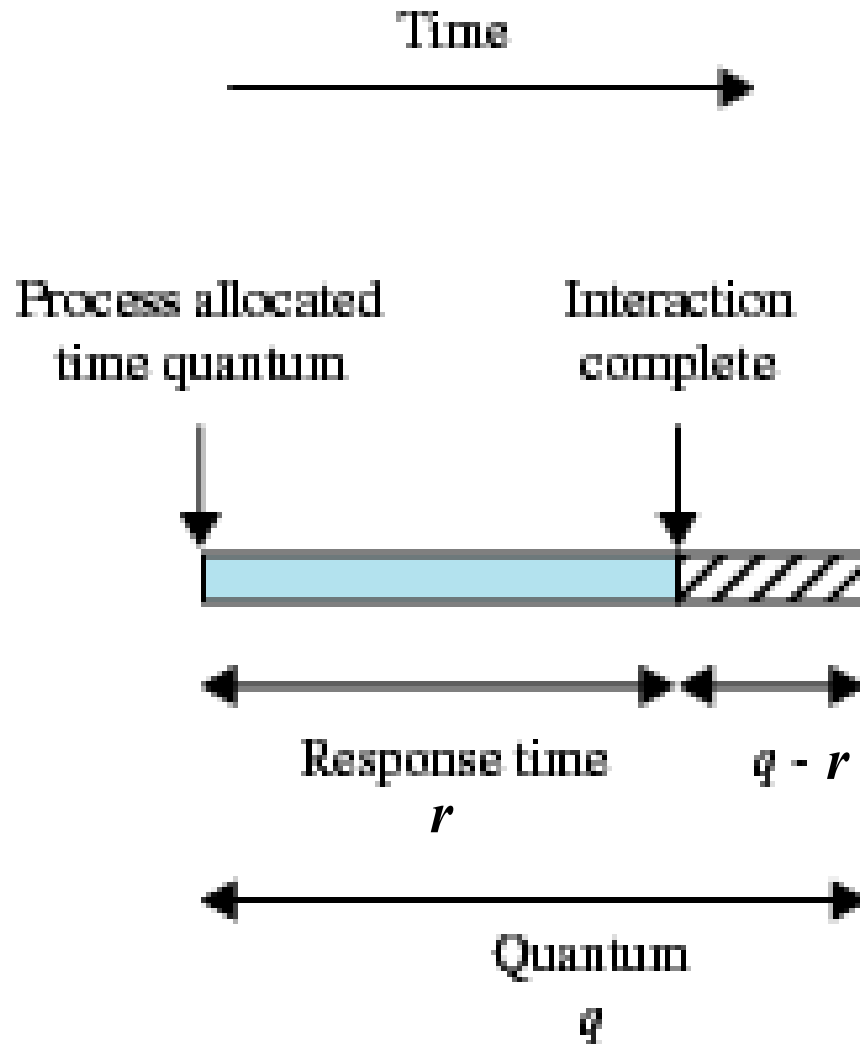 Time
Process allocated
time quantum
Interaction
complete
Response time
r
q - r
Quantum
q